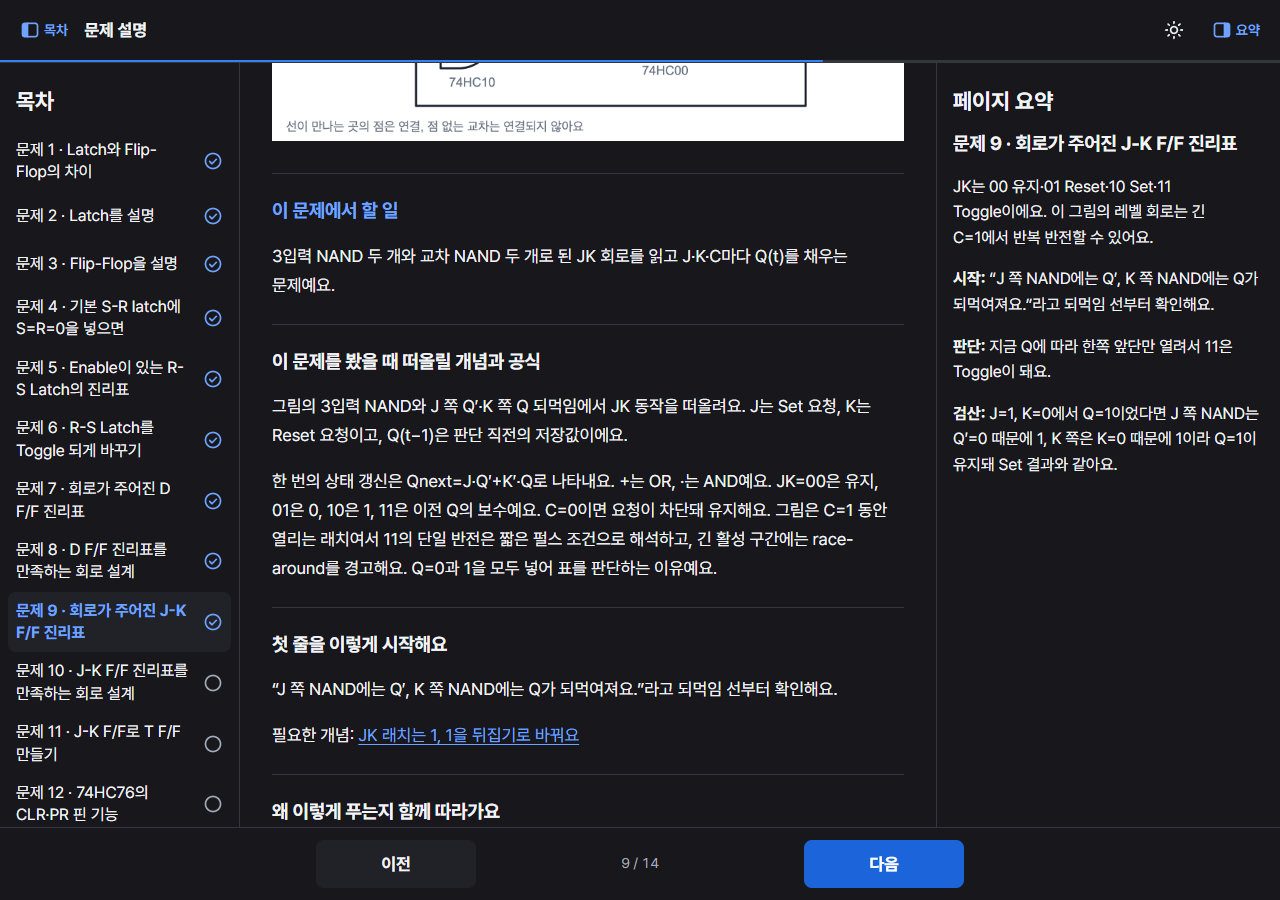 목차
문제 설명
요약
목차
문제 1 · Latch와 Flip-
Flop의 차이
문제 2 · Latch를 설명
문제 3 · Flip-Flop을 설명
문제 4 · 기본 S-R latch에
S=R=0을 넣으면
문제 5 · Enable이 있는 R-
S Latch의 진리표
문제 6 · R-S Latch를
Toggle 되게 바꾸기
문제 7 · 회로가 주어진 D
F/F 진리표
문제 8 · D F/F 진리표를
만족하는 회로 설계
문제 9 · 회로가 주어진 J-K
F/F 진리표
문제 10 · J-K F/F 진리표를
만족하는 회로 설계
문제 11 · J-K F/F로 T F/F
만들기
문제 12 · 74HC76의
CLR·PR 핀 기능
74HC10
74HC00
선이 만나는 곳의 점은 연결, 점 없는 교차는 연결되지 않아요
이 문제에서 할 일
3입력 NAND 두 개와 교차 NAND 두 개로 된 JK 회로를 읽고 J·K·C마다 Q(t)를 채우는
문제예요.
이 문제를 봤을 때 떠올릴 개념과 공식
그림의 3입력 NAND와 J 쪽 Q′·K 쪽 Q 되먹임에서 JK 동작을 떠올려요. J는 Set 요청, K는
Reset 요청이고, Q(t−1)은 판단 직전의 저장값이에요.
한 번의 상태 갱신은 Qnext=J·Q′+K′·Q로 나타내요. +는 OR, ·는 AND예요. JK=00은 유지,
01은 0, 10은 1, 11은 이전 Q의 보수예요. C=0이면 요청이 차단돼 유지해요. 그림은 C=1 동안
열리는 래치여서 11의 단일 반전은 짧은 펄스 조건으로 해석하고, 긴 활성 구간에는 race-
around를 경고해요. Q=0과 1을 모두 넣어 표를 판단하는 이유예요.
첫 줄을 이렇게 시작해요
“J 쪽 NAND에는 Q′, K 쪽 NAND에는 Q가 되먹여져요.”라고 되먹임 선부터 확인해요.
필요한 개념: JK 래치는 1, 1을 뒤집기로 바꿔요
왜 이렇게 푸는지 함께 따라가요
페이지 요약
문제 9 · 회로가 주어진 J-K F/F 진리표
JK는 00 유지·01 Reset·10 Set·11
Toggle이에요. 이 그림의 레벨 회로는 긴
C=1에서 반복 반전할 수 있어요.
시작: “J 쪽 NAND에는 Q′, K 쪽 NAND에는 Q가
되먹여져요.”라고 되먹임 선부터 확인해요.
판단: 지금 Q에 따라 한쪽 앞단만 열려서 11은
Toggle이 돼요.
검산: J=1, K=0에서 Q=1이었다면 J 쪽 NAND는
Q′=0 때문에 1, K 쪽은 K=0 때문에 1이라 Q=1이
유지돼 Set 결과와 같아요.
이전
9 / 14
다음